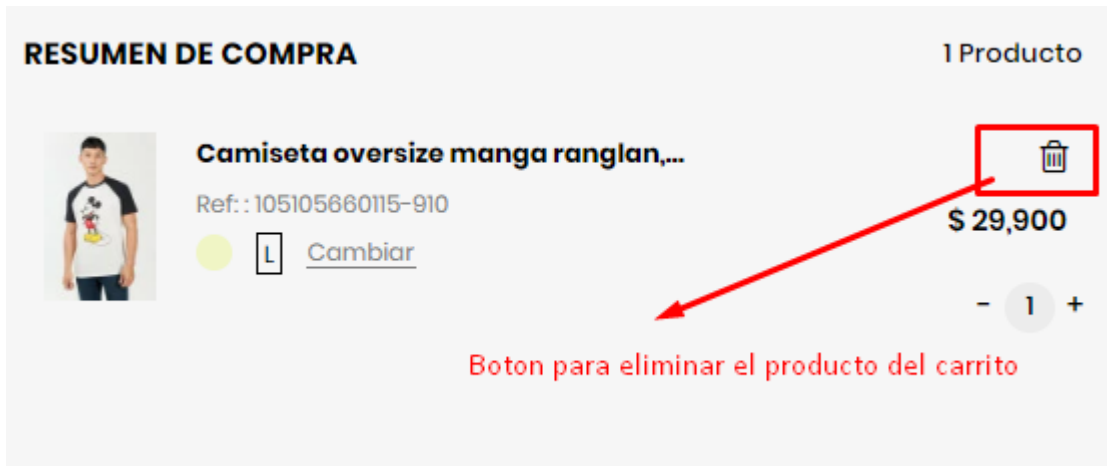 RESUMEN DE COMPRA 1 Producto
Camiseta oversize manga ranglan,...
Ref: : 105105660115-910
$ 29,900
L Cambiar
- 1 +
Boton para eliminar el producto del carrito